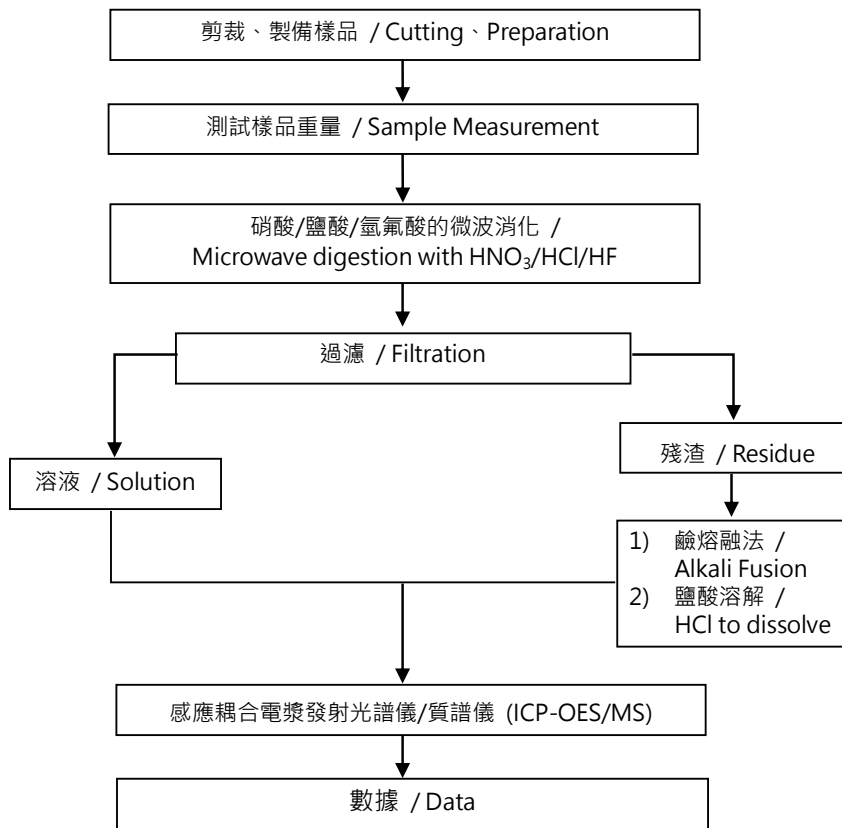 剪裁、製備樣品 / Cutting、Preparation
測試樣品重量 / Sample Measurement
硝酸/鹽酸/氫氟酸的微波消化 /
Microwave digestion with HNO₃/HCl/HF
過濾 / Filtration
溶液 / Solution
殘渣 / Residue
1) 鹼熔融法 /
Alkali Fusion
2) 鹽酸溶解 /
HCl to dissolve
感應耦合電漿發射光譜儀/質譜儀 (ICP-OES/MS)
數據 / Data